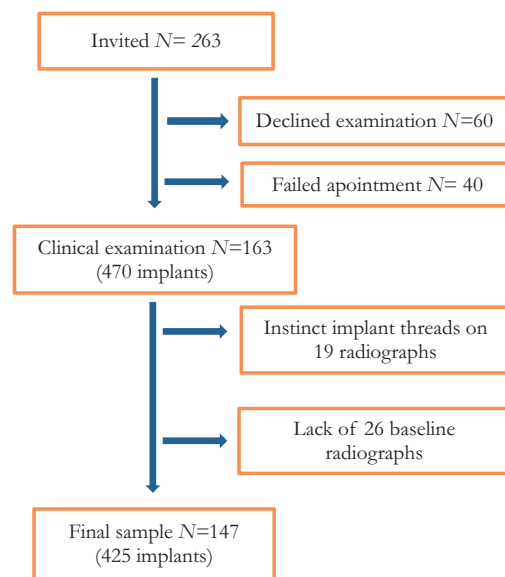 Invited N= 263
Declined examination N=60
Failed apointment N= 40
Clinical examination N=163
(470 implants)
Instinct implant threads on
19 radiographs
Lack of 26 baseline
radiographs
Final sample N=147
(425 implants)